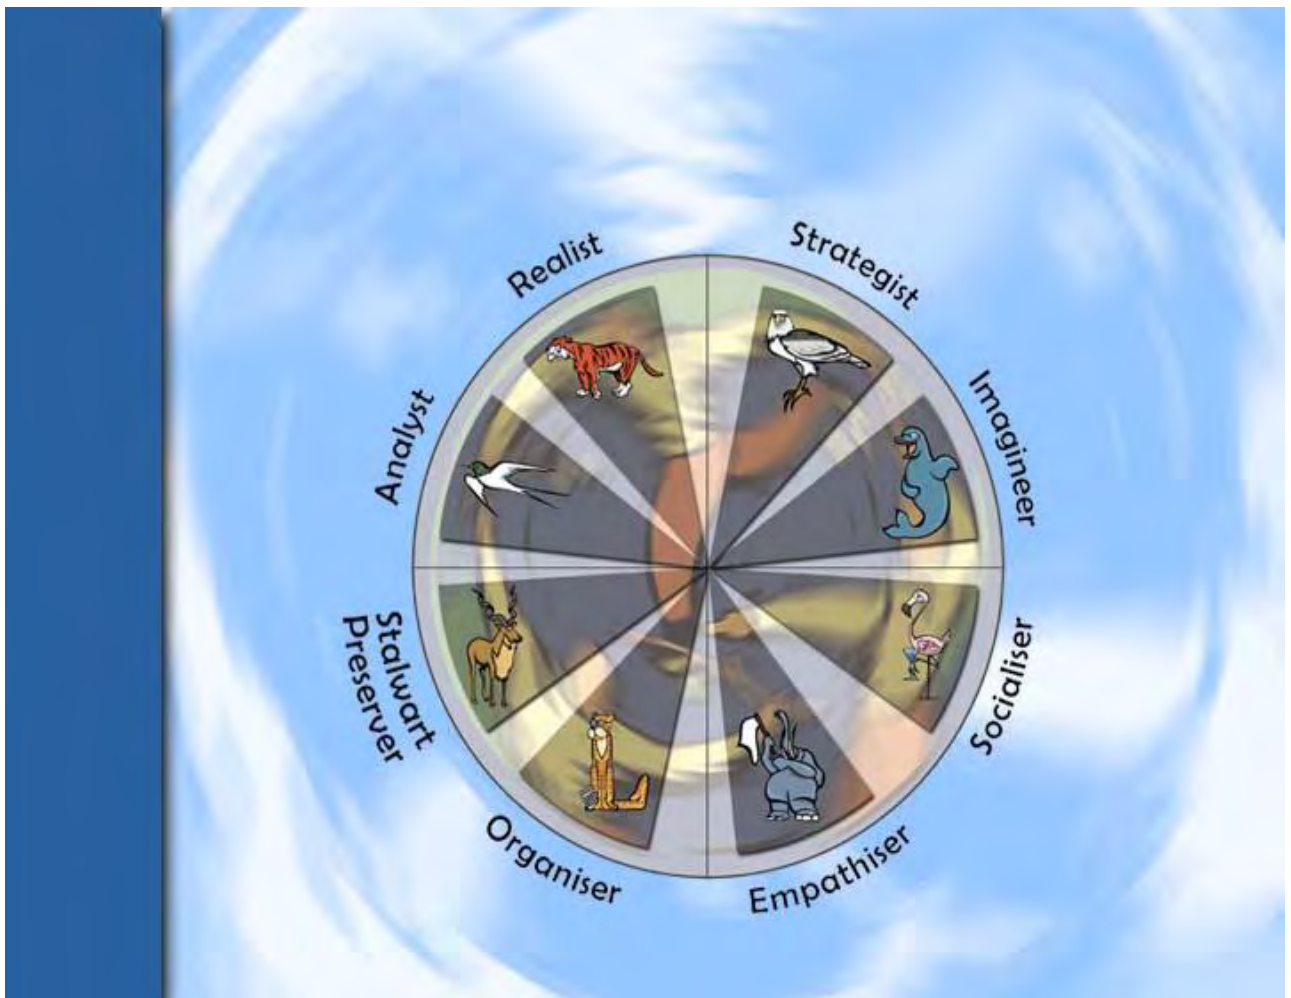 Realist
Strategist
Analyst
Imagineer
Stalwart
Preserver
Socialiser
Organiser
Empathiser